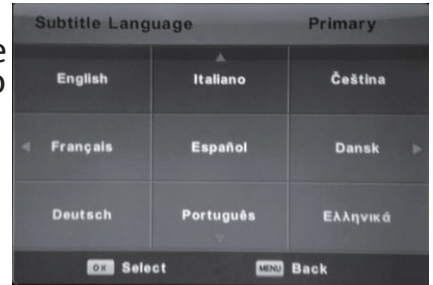 Subtitle Language Primary
English Italiano Čeština
Français Español Dansk
Deutsch Português Ελληνικά
OK Select MENU Back